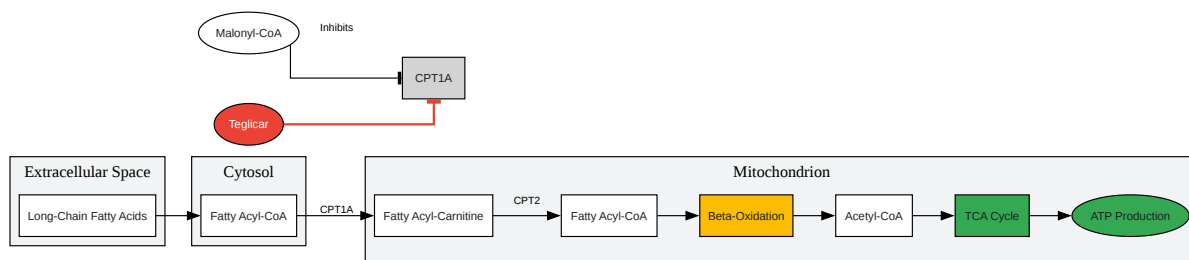 Malonyl-CoA
Inhibits
CPT1A
Teglicar
Extracellular Space
Cytosol
Mitochondrion
Long-Chain Fatty Acids
Fatty Acyl-CoA
CPT1A
Fatty Acyl-Carnitine
CPT2
Fatty Acyl-CoA
Beta-Oxidation
Acetyl-CoA
TCA Cycle
ATP Production